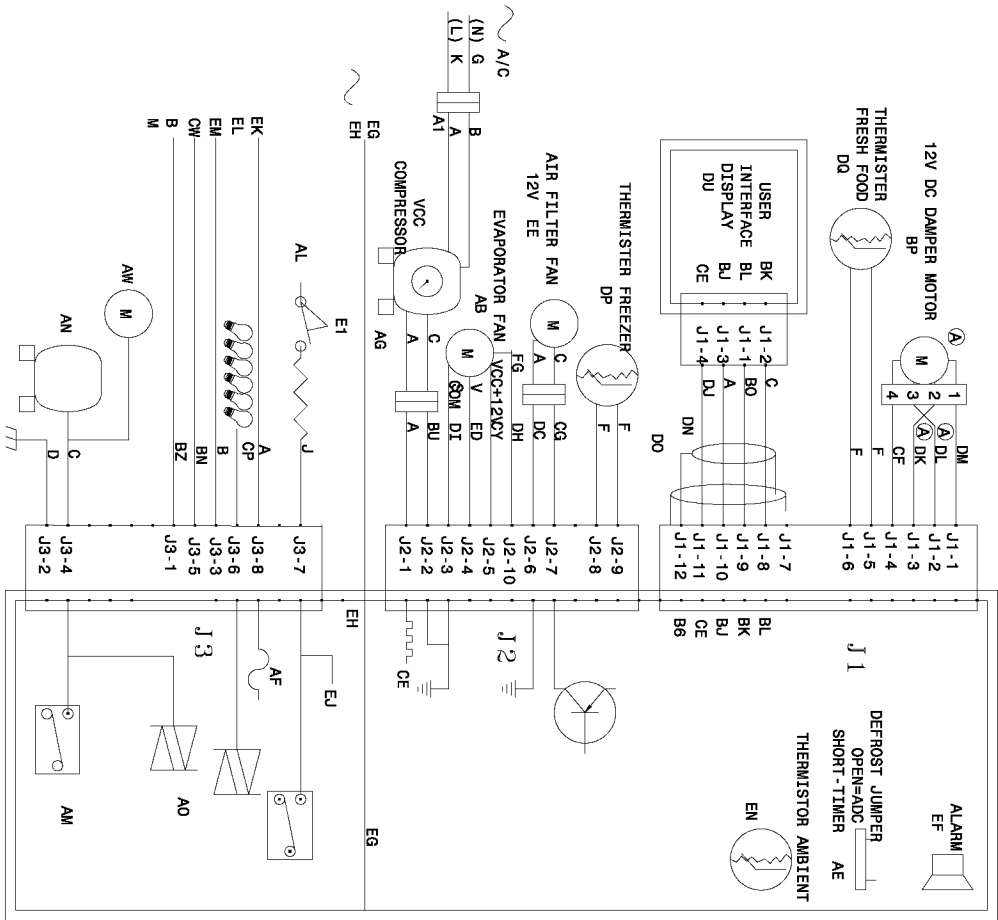 THERMISTER
FRESH FOOD
DQ
12V DC DAMPER MOTOR
BP
A
M
1
2
3
4
A
A
DM
DL
DK
CF
F
F
J1-1
J1-2
J1-3
J1-4
J1-5
J1-6
J1
ALARM
EF
DEFROST JUMPER
OPEN=ADC
SHORT-TIMER AE
THERMISTOR AMBIENT
EN
USER
INTERFACE
DISPLAY
DU
BK
BL
BJ
CE
J1-2
J1-1
J1-3
J1-4
C
BO
A
DJ
DN
DO
J1-7
J1-8
J1-9
J1-10
J1-11
J1-12
BL
BK
BJ
CE
B6
THERMISTER FREEZER
DP
F
F
AIR FILTER FAN
12V EE
M
C
A
CG
DC
EVAPORATOR FAN
AB
M
FG
VCC+12V
CY
DH
V
ED
COM
DI
VCC
COMPRESSOR
AG
C
A
BU
A
A/C
(N) G
(L) K
B
A
A1
J2-9
J2-8
J2-7
J2-6
J2-10
J2-5
J2-4
J2-3
J2-2
J2-1
J2
CE
EG
EH
EH
EG
AL
E1
J
EK
EL
EM
CW
B
M
A
CP
B
BN
BZ
AW
M
AN
C
D
J3-7
J3-8
J3-6
J3-3
J3-5
J3-1
J3-4
J3-2
J3
EJ
AF
AO
AM